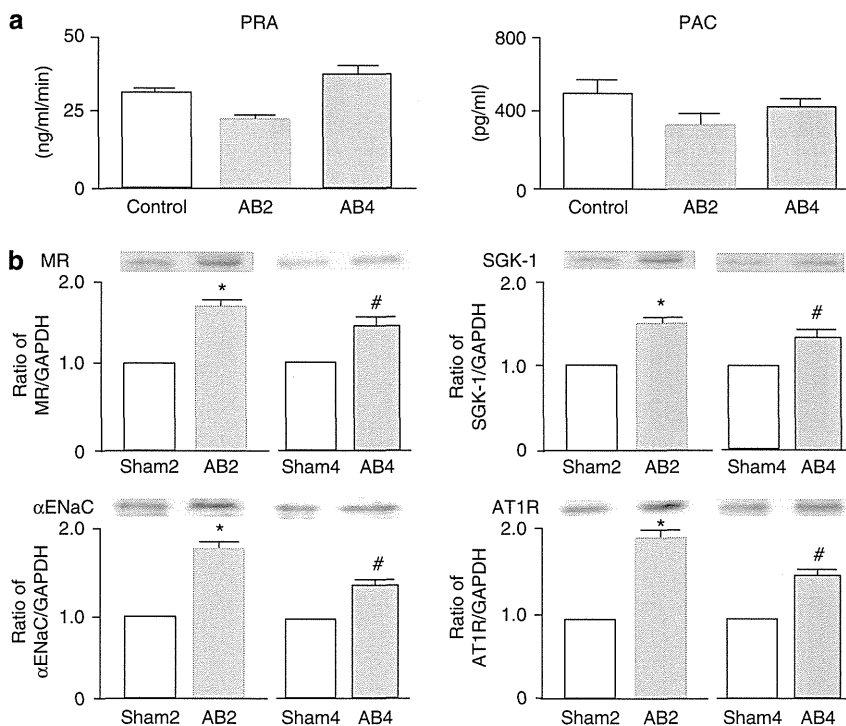 a
PRA
50
25
0
(ng/ml/min)
Control AB2 AB4
PAC
800
400
0
(pg/ml)
Control AB2 AB4
b
MR
2.0
1.0
0
Ratio of
MR/GAPDH
*
#
Sham2 AB2 Sham4 AB4
SGK-1
2.0
1.0
0
Ratio of
SGK-1/GAPDH
*
#
Sham2 AB2 Sham4 AB4
αENaC
2.0
1.0
0
Ratio of
αENaC/GAPDH
*
#
Sham2 AB2 Sham4 AB4
AT1R
2.0
1.0
0
Ratio of
AT1R/GAPDH
*
#
Sham2 AB2 Sham4 AB4